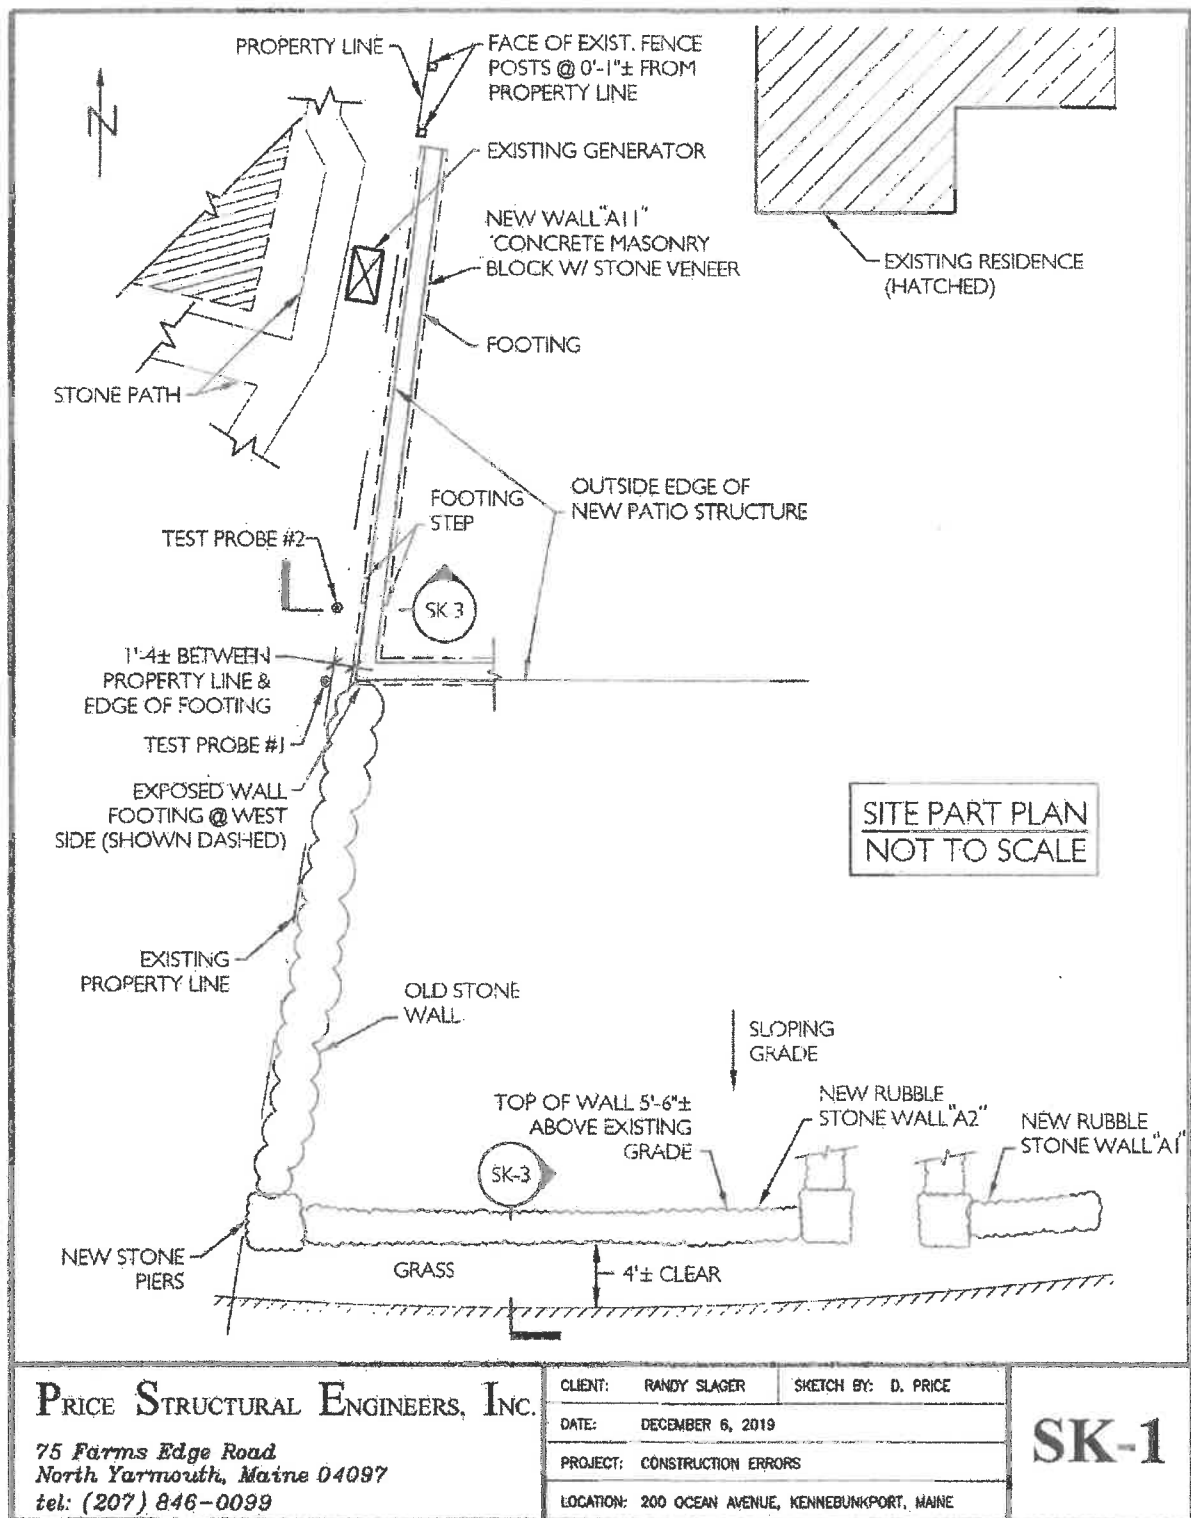 PROPERTY LINE
FACE OF EXIST. FENCE
POSTS @ 0'-1"± FROM
PROPERTY LINE
N
EXISTING GENERATOR
NEW WALL "A11"
CONCRETE MASONRY
BLOCK W/ STONE VENEER
EXISTING RESIDENCE
(HATCHED)
FOOTING
STONE PATH
OUTSIDE EDGE OF
NEW PATIO STRUCTURE
FOOTING
STEP
TEST PROBE #2
SK-3
1'-4± BETWEEN
PROPERTY LINE &
EDGE OF FOOTING
TEST PROBE #1
EXPOSED WALL
FOOTING @ WEST
SIDE (SHOWN DASHED)
SITE PART PLAN
NOT TO SCALE
EXISTING
PROPERTY LINE
OLD STONE
WALL
SLOPING
GRADE
TOP OF WALL 5'-6"±
ABOVE EXISTING
GRADE
NEW RUBBLE
STONE WALL "A2"
NEW RUBBLE
STONE WALL "A1"
SK-3
NEW STONE
PIERS
GRASS
4'± CLEAR
PRICE STRUCTURAL ENGINEERS, INC.
75 Farms Edge Road
North Yarmouth, Maine 04097
tel: (207) 846-0099
CLIENT: RANDY SLAGER
SKETCH BY: D. PRICE
DATE: DECEMBER 6, 2019
PROJECT: CONSTRUCTION ERRORS
LOCATION: 200 OCEAN AVENUE, KENNEBUNKPORT, MAINE
SK-1